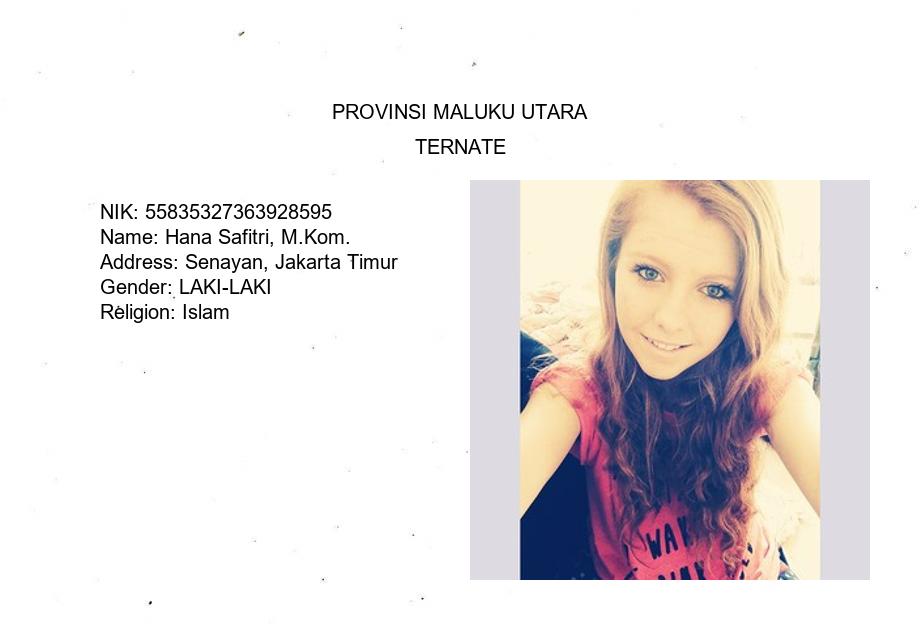 PROVINSI MALUKU UTARA
TERNATE
NIK: 55835327363928595
Name: Hana Safitri, M.Kom.
Address: Senayan, Jakarta Timur
Gender: LAKI-LAKI
Religion: Islam